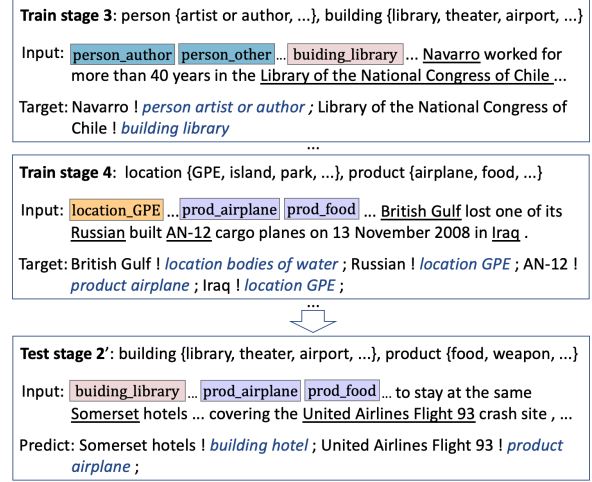 Train stage 3: person {artist or author, ...}, building {library, theater, airport, ...}
Input: person_author person_other ... buiding_library ... Navarro worked for
more than 40 years in the Library of the National Congress of Chile ...
Target: Navarro ! person artist or author ; Library of the National Congress of
Chile ! building library
...
Train stage 4: location {GPE, island, park, ...}, product {airplane, food, ...}
Input: location_GPE ... prod_airplane prod_food ... British Gulf lost one of its
Russian built AN-12 cargo planes on 13 November 2008 in Iraq .
Target: British Gulf ! location bodies of water ; Russian ! location GPE ; AN-12 !
product airplane ; Iraq ! location GPE ;
...
Test stage 2′: building {library, theater, airport, ...}, product {food, weapon, ...}
Input: buiding_library ... prod_airplane prod_food ... to stay at the same
Somerset hotels ... covering the United Airlines Flight 93 crash site , ...
Predict: Somerset hotels ! building hotel ; United Airlines Flight 93 ! product
airplane ;